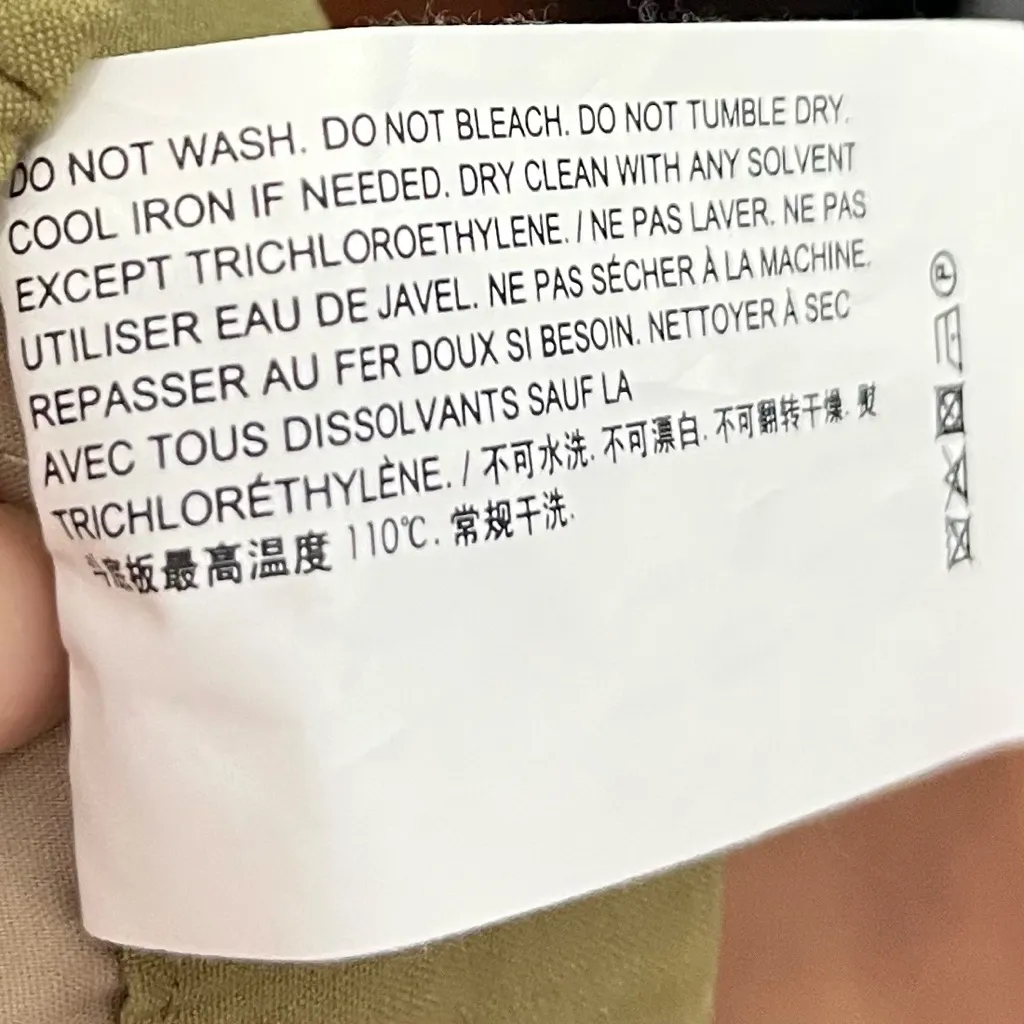 DO NOT WASH. DO NOT BLEACH. DO NOT TUMBLE DRY.
COOL IRON IF NEEDED. DRY CLEAN WITH ANY SOLVENT
EXCEPT TRICHLOROETHYLENE. / NE PAS LAVER. NE PAS
UTILISER EAU DE JAVEL. NE PAS SÉCHER À LA MACHINE.
REPASSER AU FER DOUX SI BESOIN. NETTOYER À SEC
AVEC TOUS DISSOLVANTS SAUF LA
TRICHLORÉTHYLÈNE. / 不可水洗. 不可漂白. 不可翻转干燥. 熨
斗底板最高温度 110℃. 常规干洗.